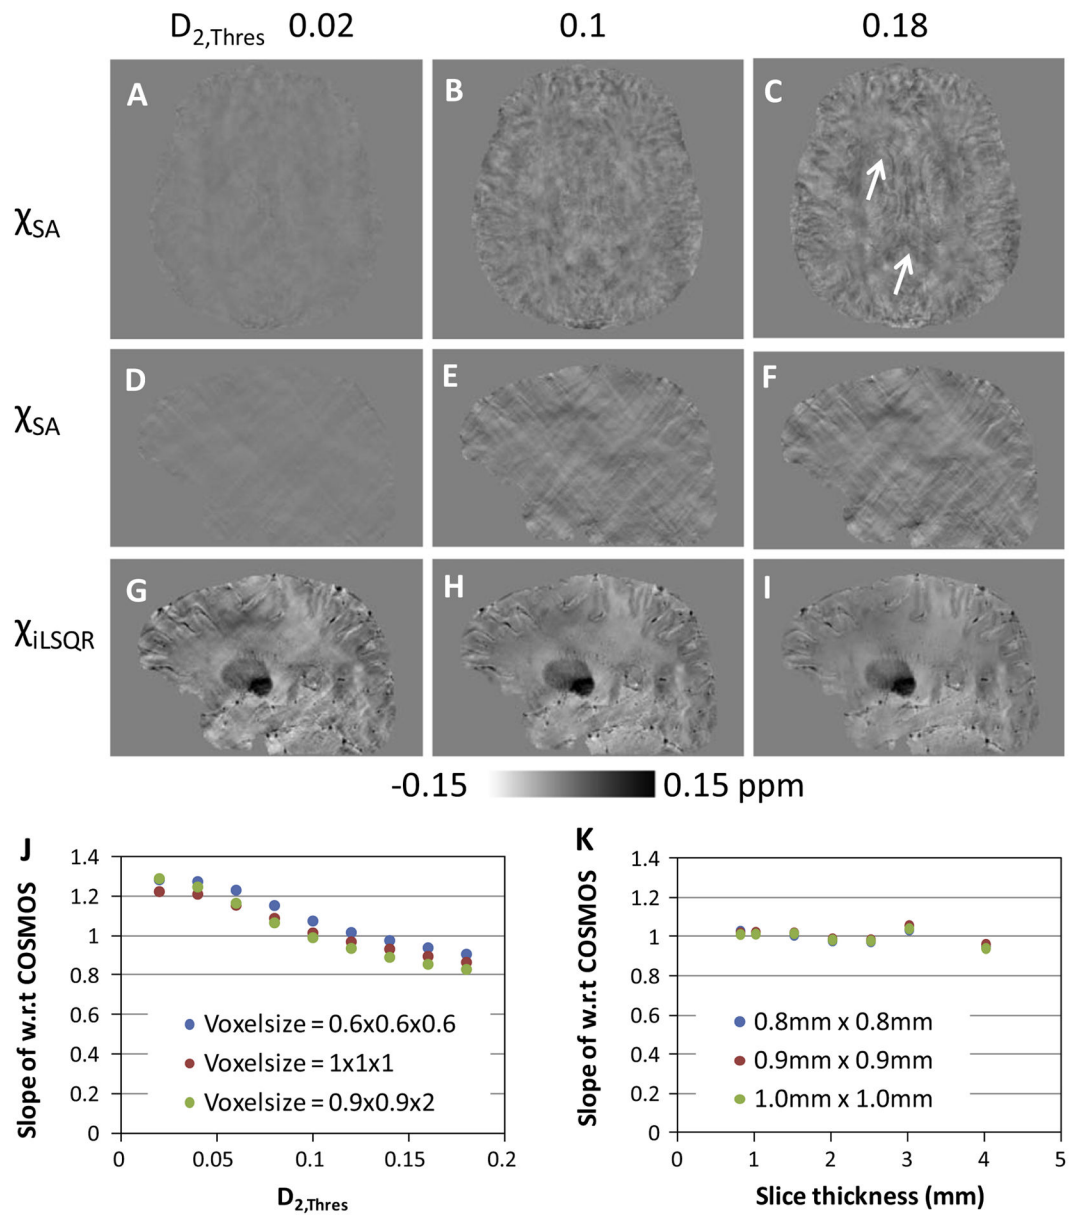 D2,Thres 0.02 0.1 0.18
A B C
χSA
D E F
χSA
G H I
χiLSQR
-0.15 0.15 ppm
J
Slope of w.r.t COSMOS
1.4
1.2
1
0.8
0.6
0.4
0.2
0
Voxelsize = 0.6x0.6x0.6
Voxelsize = 1x1x1
Voxelsize = 0.9x0.9x2
0 0.05 0.1 0.15 0.2
D2,Thres
K
Slope of w.r.t COSMOS
1.4
1.2
1
0.8
0.6
0.4
0.2
0
0.8mm x 0.8mm
0.9mm x 0.9mm
1.0mm x 1.0mm
0 1 2 3 4 5
Slice thickness (mm)